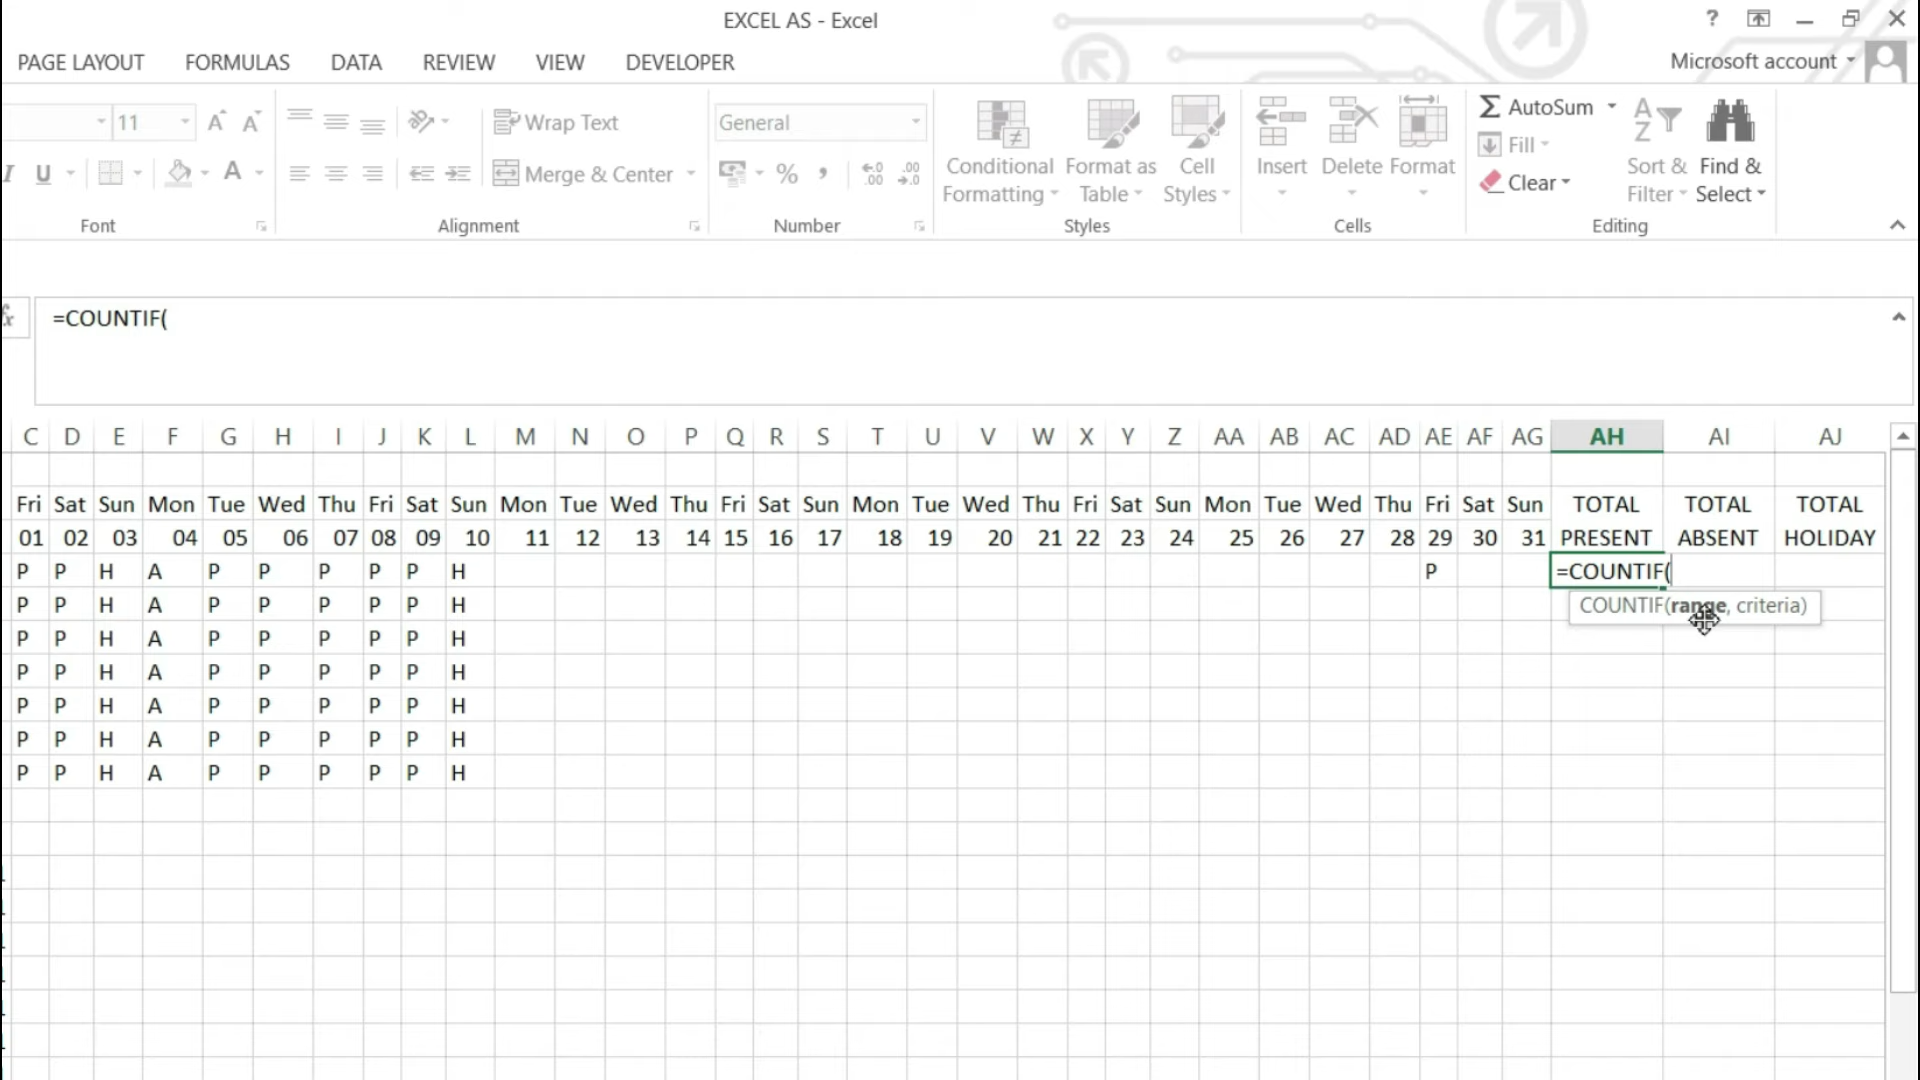 EXCEL AS - Excel
?
PAGE LAYOUT FORMULAS DATA REVIEW VIEW DEVELOPER Microsoft account
11 A A Wrap Text General Conditional Formatting Format as Table Cell Styles Insert Delete Format Σ AutoSum Fill Clear A Z Sort & Filter Find & Select
I U A Merge & Center % , ←.0 .00 .00 →.0
Font Alignment Number Styles Cells Editing
fx =COUNTIF(
C D E F G H I J K L M N O P Q R S T U V W X Y Z AA AB AC AD AE AF AG AH AI AJ
Fri Sat Sun Mon Tue Wed Thu Fri Sat Sun Mon Tue Wed Thu Fri Sat Sun Mon Tue Wed Thu Fri Sat Sun Mon Tue Wed Thu Fri Sat Sun TOTAL TOTAL TOTAL
01 02 03 04 05 06 07 08 09 10 11 12 13 14 15 16 17 18 19 20 21 22 23 24 25 26 27 28 29 30 31 PRESENT ABSENT HOLIDAY
P P H A P P P P P H P =COUNTIF(
P P H A P P P P P H COUNTIF(range, criteria)
P P H A P P P P P H
P P H A P P P P P H
P P H A P P P P P H
P P H A P P P P P H
P P H A P P P P P H